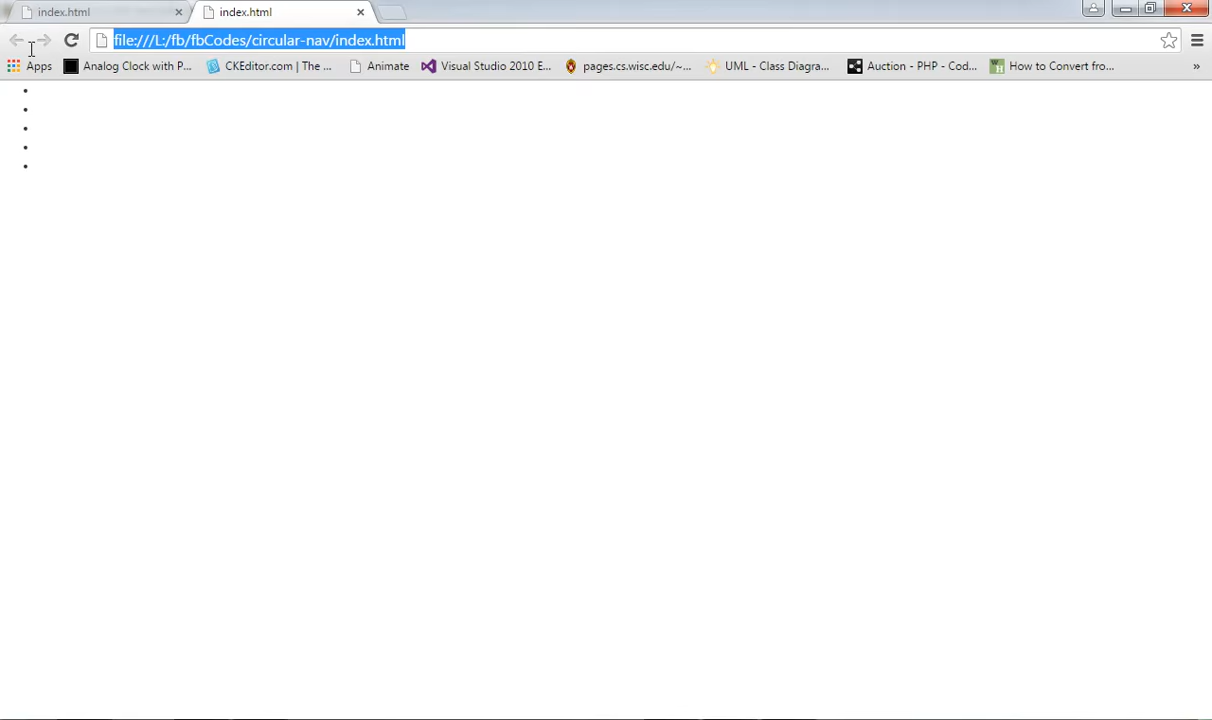 index.html
index.html
file:///L:/fb/fbCodes/circular-nav/index.html
Apps Analog Clock with P... CKEditor.com | The ... Animate Visual Studio 2010 E... pages.cs.wisc.edu/~... UML - Class Diagra... Auction - PHP - Cod... How to Convert fro... »